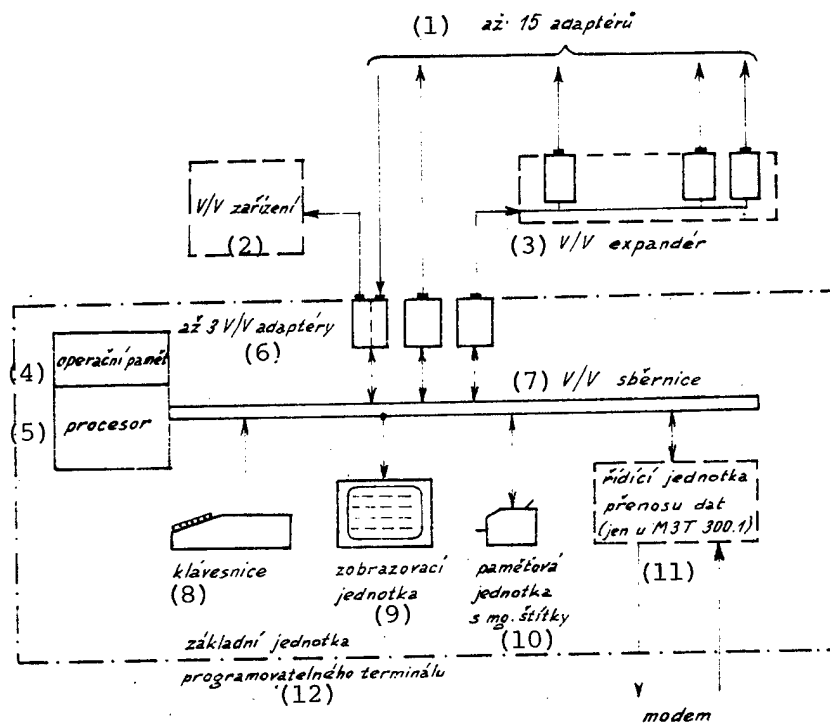 (1) až 15 adaptérů
V/V zařízení
(2)
(3) V/V expandér
až 3 V/V adaptéry
(6)
(4) operační paměť
(5) procesor
(7) V/V sběrnice
klávesnice
(8)
zobrazovací
jednotka
(9)
paměťová
jednotka
s mg. štítky
(10)
řídící jednotka
přenosu dat
(jen u M3T 300.1)
(11)
základní jednotka
programovatelného terminálu
(12)
modem